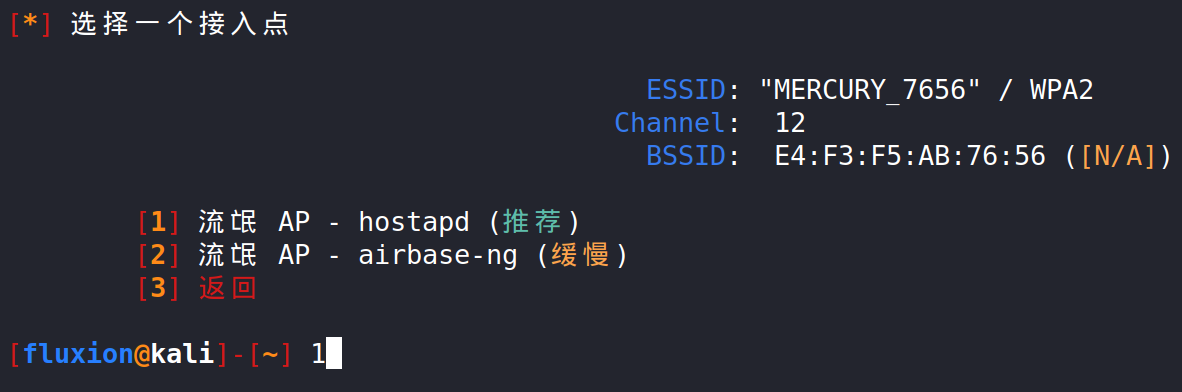 [*] 选择一个接入点
ESSID: "MERCURY_7656" / WPA2
Channel: 12
BSSID: E4:F3:F5:AB:76:56 ([N/A])
[1] 流氓 AP - hostapd (推荐)
[2] 流氓 AP - airbase-ng (缓慢)
[3] 返回
[fluxion@kali]-[~] 1